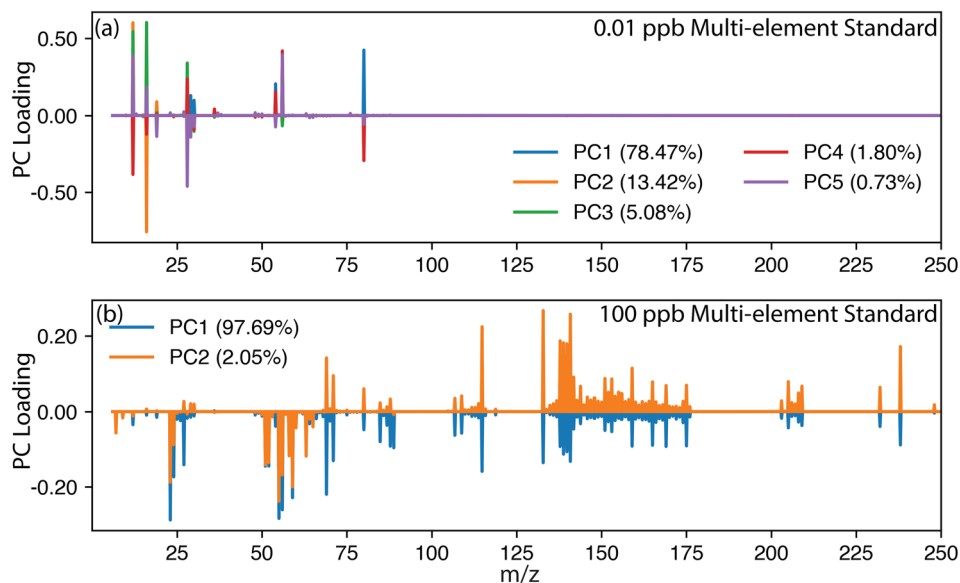 (a)
0.01 ppb Multi-element Standard
0.50
0.00
-0.50
PC Loading
PC1 (78.47%)
PC2 (13.42%)
PC3 (5.08%)
PC4 (1.80%)
PC5 (0.73%)
25 50 75 100 125 150 175 200 225 250
(b)
100 ppb Multi-element Standard
PC1 (97.69%)
PC2 (2.05%)
0.20
0.00
-0.20
PC Loading
25 50 75 100 125 150 175 200 225 250
m/z